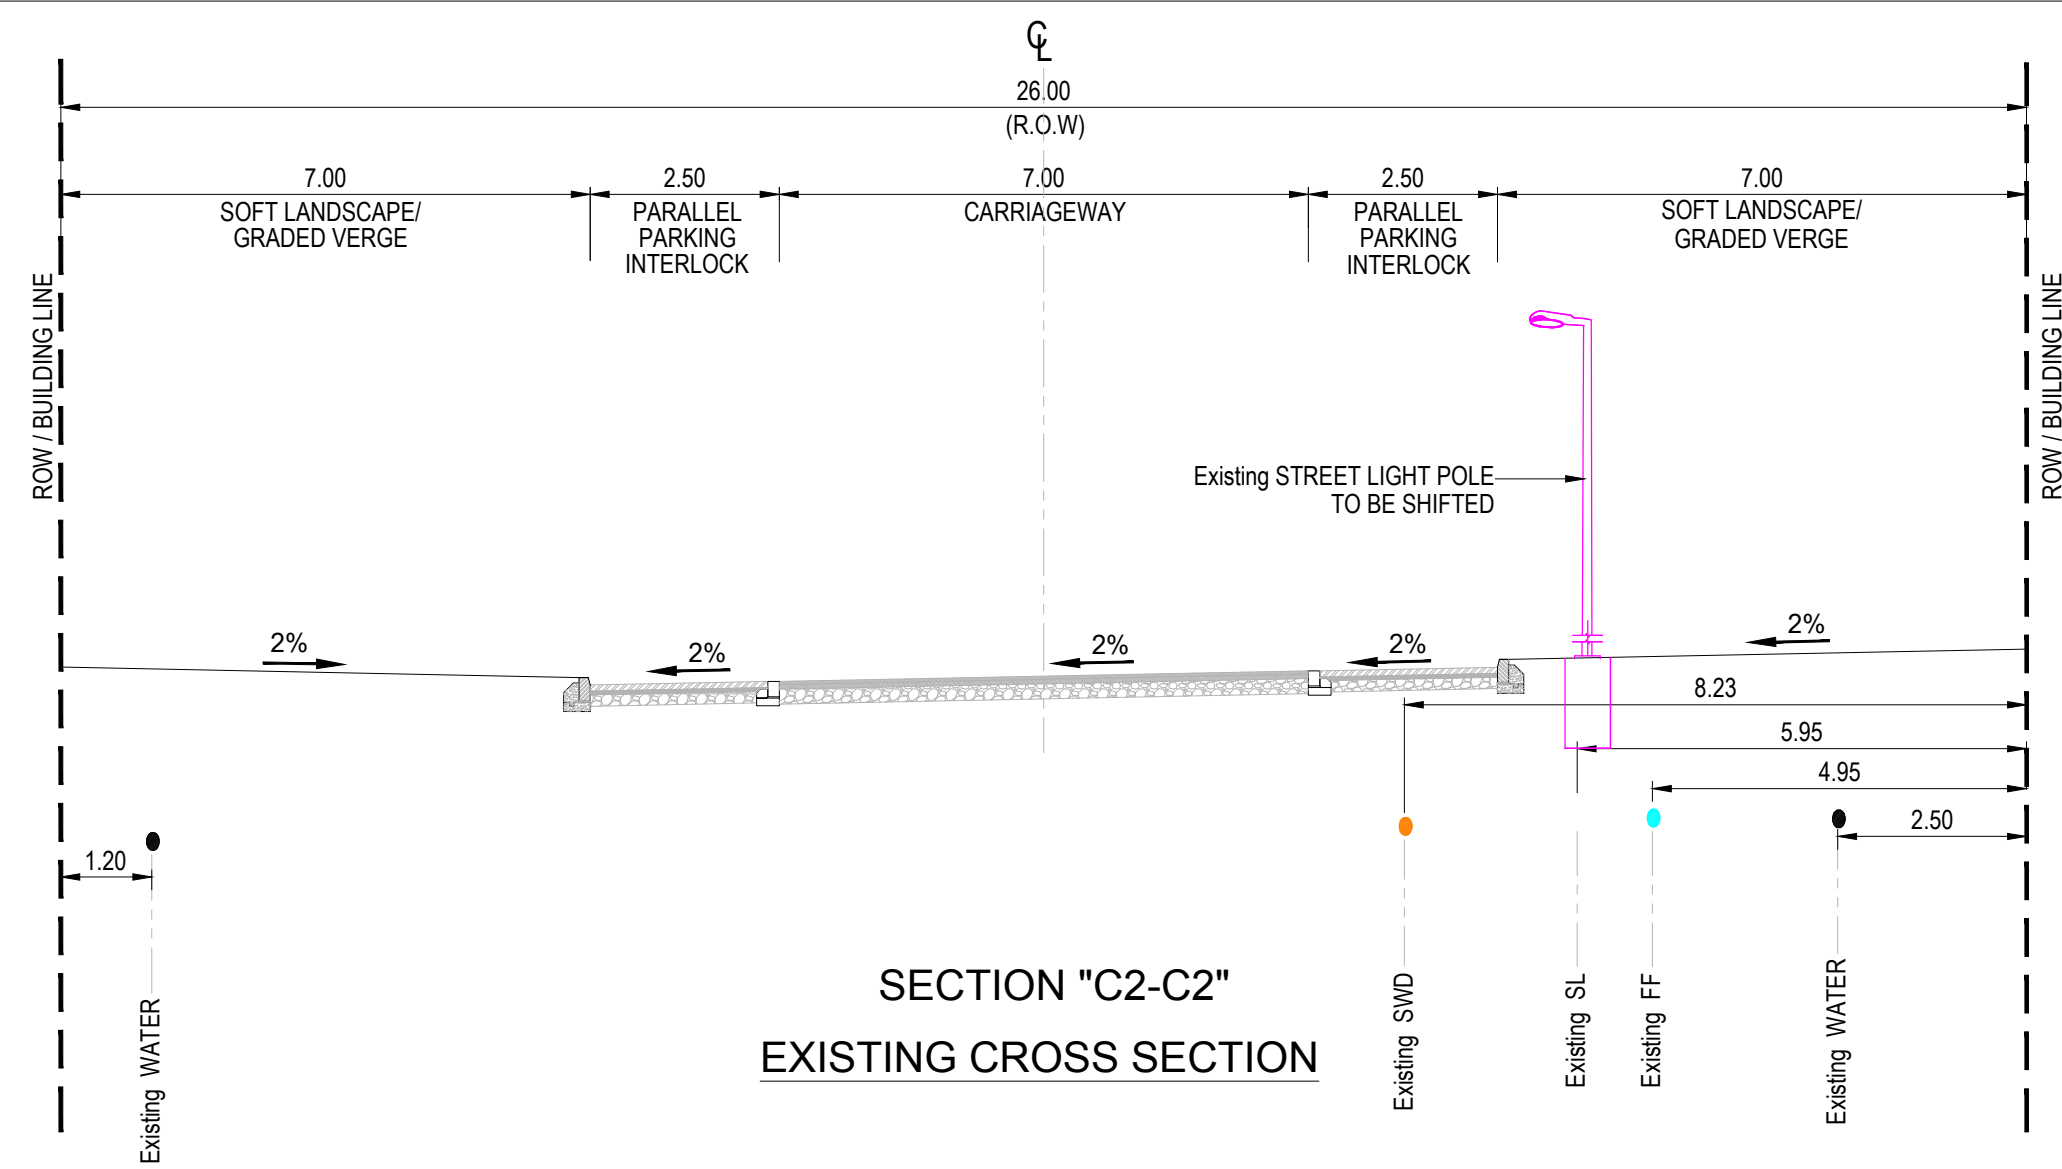 ℄
26.00
(R.O.W)
7.00
2.50
7.00
2.50
7.00
SOFT LANDSCAPE/
GRADED VERGE
PARALLEL
PARKING
INTERLOCK
CARRIAGEWAY
PARALLEL
PARKING
INTERLOCK
SOFT LANDSCAPE/
GRADED VERGE
ROW / BUILDING LINE
ROW / BUILDING LINE
Existing STREET LIGHT POLE
TO BE SHIFTED
2%
2%
2%
2%
2%
8.23
5.95
4.95
2.50
1.20
Existing WATER
Existing SWD
Existing SL
Existing FF
Existing WATER
SECTION "C2-C2"
EXISTING CROSS SECTION